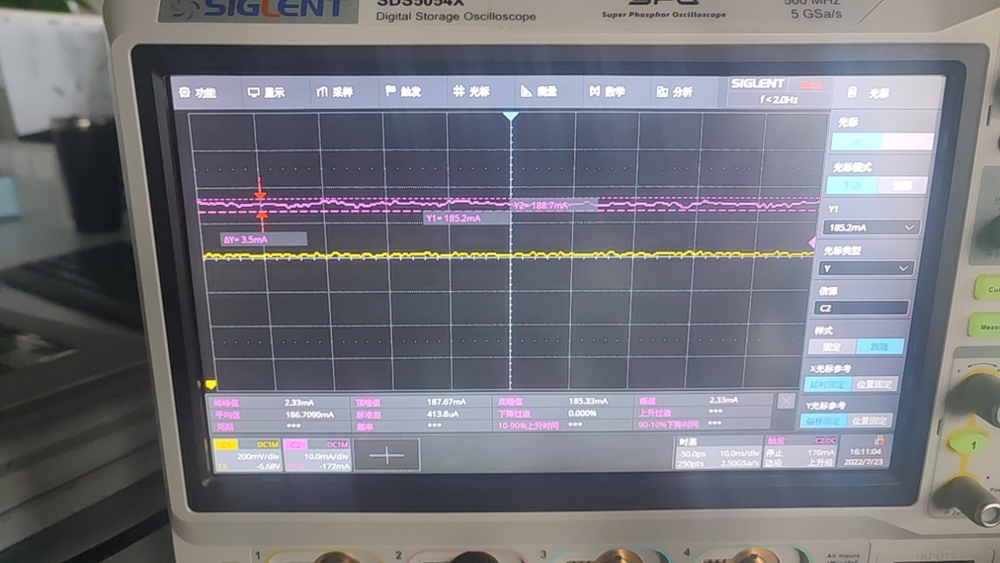 SIGLENT
SDS5054X
Digital Storage Oscilloscope
SPO
Super Phosphor Oscilloscope
500 MHz
5 GSa/s
功能 显示 采样 触发 光标 测量 数学 分析
SIGLENT Stop
f < 2.0Hz
光标
光标
On
光标模式
手动
Y1
185.2mA
光标类型
Y
信源
C2
样式
固定 跟随
X光标参考
延时固定 位置固定
Y光标参考
偏移固定 位置固定
Y2= 188.7mA
Y1= 185.2mA
ΔY= 3.5mA
峰峰值 2.33mA 顶端值 187.67mA 底端值 185.33mA 幅值 2.33mA
平均值 186.7090mA 标准差 413.8uA 下降过激 0.000% 上升过激 ***
周期 *** 频率 *** 10-90%上升时间 *** 90-10%下降时间 ***
C1 DC1M
200mV/div
1X -6.68V
C2 DC1M
10.0mA/div
-172mA
时基
-50.0ps 10.0ns/div
250pts 2.50GSa/s
触发 C2 DC
停止 176mA
边沿 上升沿
16:11:04
2022/7/23
Cu
Meas
1
1 2 3 4
All Inputs